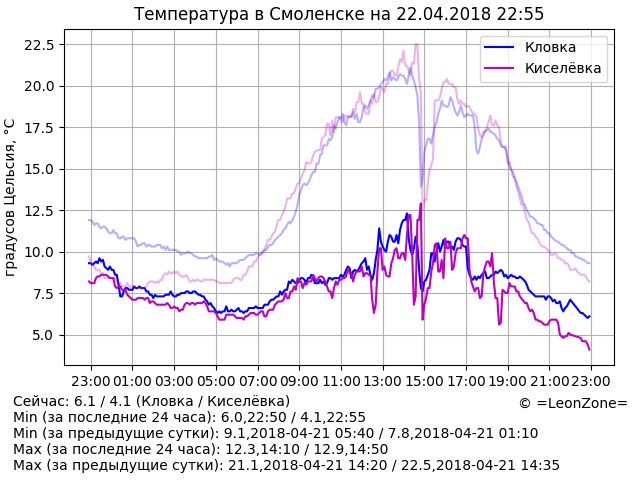 Температура в Смоленске на 22.04.2018 22:55
Кловка
Киселёвка
градусов Цельсия, °C
22.5
20.0
17.5
15.0
12.5
10.0
7.5
5.0
23:00 01:00 03:00 05:00 07:00 09:00 11:00 13:00 15:00 17:00 19:00 21:00 23:00
Сейчас: 6.1 / 4.1 (Кловка / Киселёвка)
© =LeonZone=
Min (за последние 24 часа): 6.0,22:50 / 4.1,22:55
Min (за предыдущие сутки): 9.1,2018-04-21 05:40 / 7.8,2018-04-21 01:10
Max (за последние 24 часа): 12.3,14:10 / 12.9,14:50
Max (за предыдущие сутки): 21.1,2018-04-21 14:20 / 22.5,2018-04-21 14:35